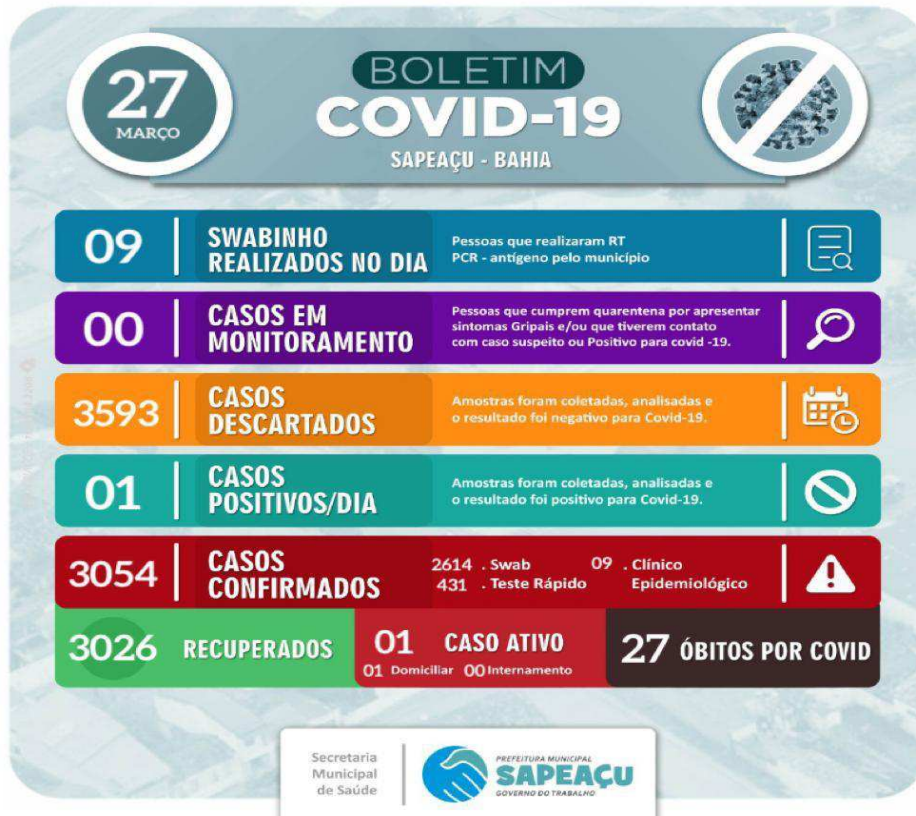 27
MARÇO
BOLETIM
COVID-19
SAPEAÇU - BAHIA
09
SWABINHO
REALIZADOS NO DIA
Pessoas que realizaram RT
PCR - antígeno pelo município
00
CASOS EM
MONITORAMENTO
Pessoas que cumprem quarentena por apresentar
sintomas Gripais e/ou que tiverem contato
com caso suspeito ou Positivo para covid -19.
3593
CASOS
DESCARTADOS
Amostras foram coletadas, analisadas e
o resultado foi negativo para Covid-19.
01
CASOS
POSITIVOS/DIA
Amostras foram coletadas, analisadas e
o resultado foi positivo para Covid-19.
3054
CASOS
CONFIRMADOS
2614 . Swab
431 . Teste Rápido
09 . Clínico
Epidemiológico
3026 RECUPERADOS
01 CASO ATIVO
01 Domiciliar 00 Internamento
27 ÓBITOS POR COVID
Secretaria
Municipal
de Saúde
PREFEITURA MUNICIPAL
SAPEAÇU
GOVERNO DO TRABALHO